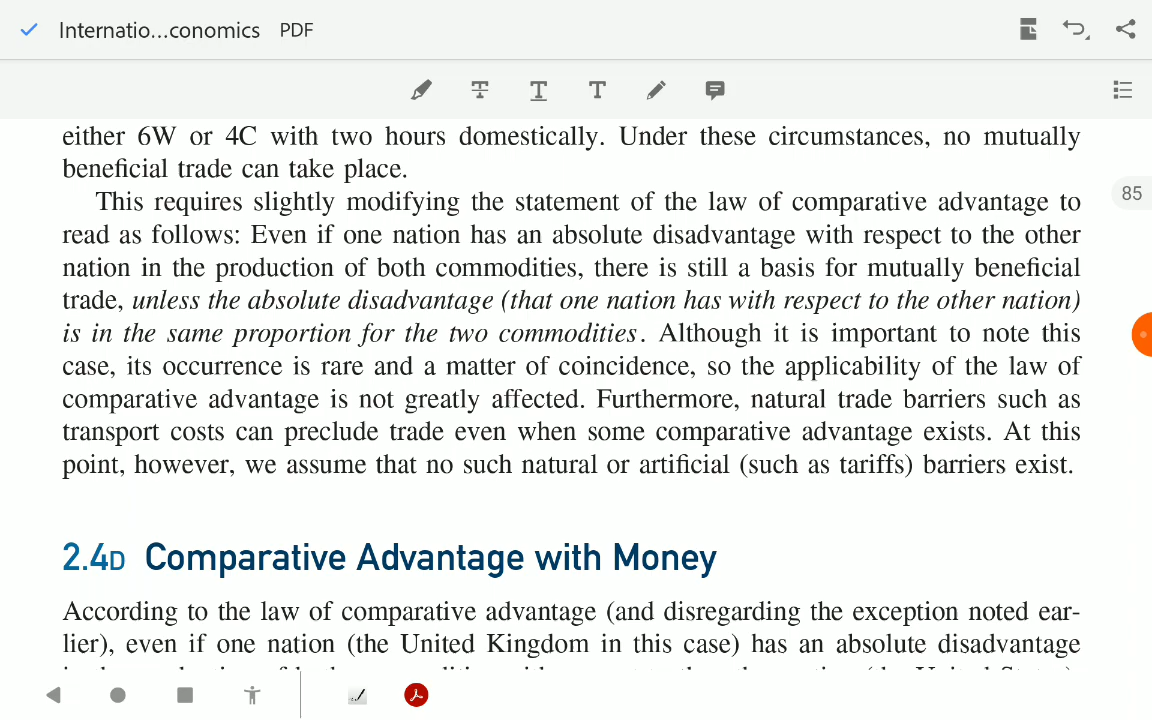 Internatio...conomics PDF
either 6W or 4C with two hours domestically. Under these circumstances, no mutually
beneficial trade can take place.
85
This requires slightly modifying the statement of the law of comparative advantage to
read as follows: Even if one nation has an absolute disadvantage with respect to the other
nation in the production of both commodities, there is still a basis for mutually beneficial
trade, unless the absolute disadvantage (that one nation has with respect to the other nation)
is in the same proportion for the two commodities. Although it is important to note this
case, its occurrence is rare and a matter of coincidence, so the applicability of the law of
comparative advantage is not greatly affected. Furthermore, natural trade barriers such as
transport costs can preclude trade even when some comparative advantage exists. At this
point, however, we assume that no such natural or artificial (such as tariffs) barriers exist.
2.4D Comparative Advantage with Money
According to the law of comparative advantage (and disregarding the exception noted ear-
lier), even if one nation (the United Kingdom in this case) has an absolute disadvantage